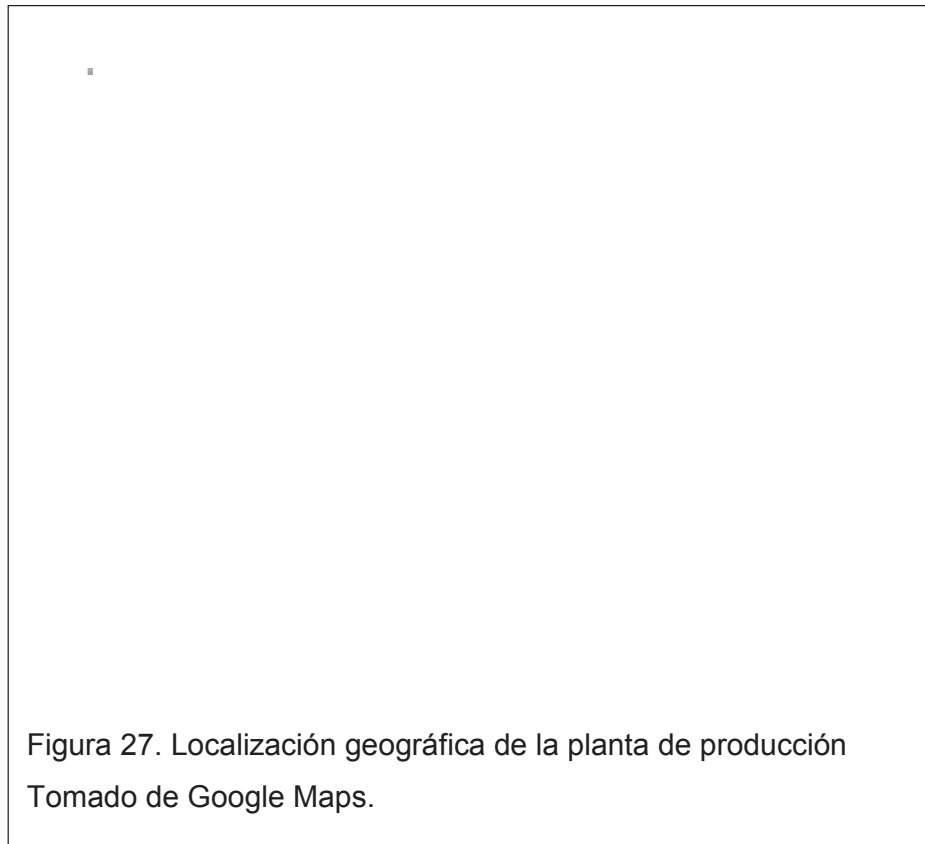 Figura 27. Localización geográfica de la planta de producción
Tomado de Google Maps.